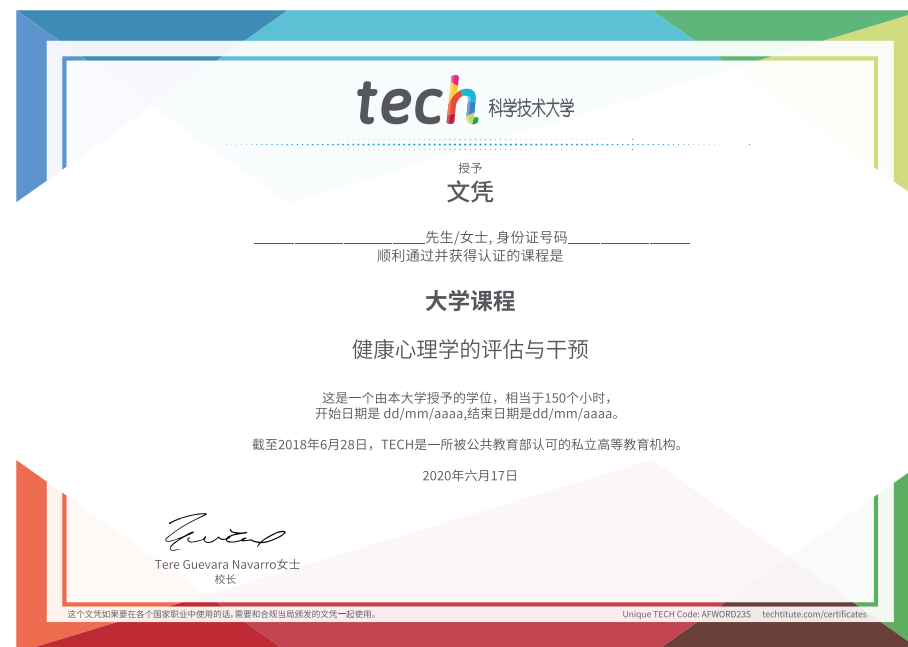 tech 科学技术大学
授予
文凭
____________________先生/女士, 身份证号码______________
顺利通过并获得认证的课程是
大学课程
健康心理学的评估与干预
这是一个由本大学授予的学位，相当于150个小时，
开始日期是 dd/mm/aaaa,结束日期是dd/mm/aaaa。
截至2018年6月28日，TECH是一所被公共教育部认可的私立高等教育机构。
2020年六月17日
Tere Guevara Navarro女士
校长
这个文凭如果要在各个国家职业中使用的话,需要和合规当局颁发的文凭一起使用。
Unique TECH Code: AFWORD23S techtitute.com/certificates